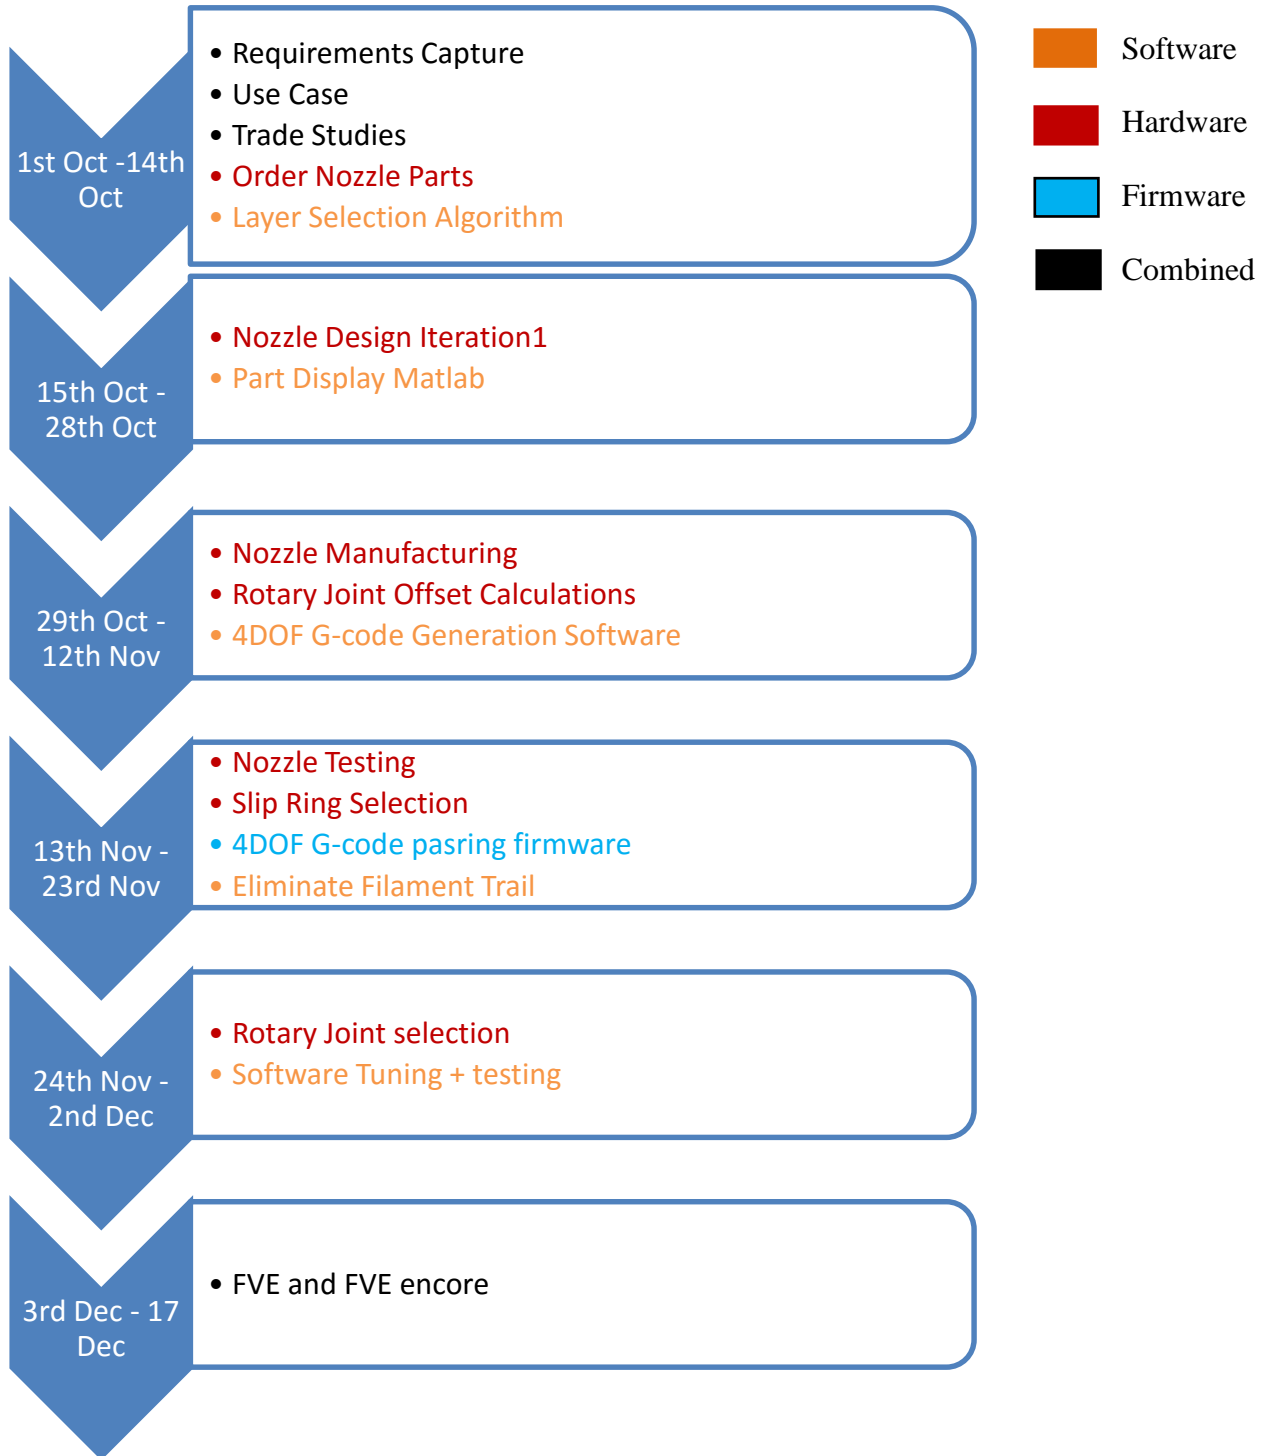 1st Oct -14th
Oct
• Requirements Capture
• Use Case
• Trade Studies
• Order Nozzle Parts
• Layer Selection Algorithm
Software
Hardware
Firmware
Combined
15th Oct -
28th Oct
• Nozzle Design Iteration1
• Part Display Matlab
29th Oct -
12th Nov
• Nozzle Manufacturing
• Rotary Joint Offset Calculations
• 4DOF G-code Generation Software
13th Nov -
23rd Nov
• Nozzle Testing
• Slip Ring Selection
• 4DOF G-code pasring firmware
• Eliminate Filament Trail
24th Nov -
2nd Dec
• Rotary Joint selection
• Software Tuning + testing
3rd Dec - 17
Dec
• FVE and FVE encore